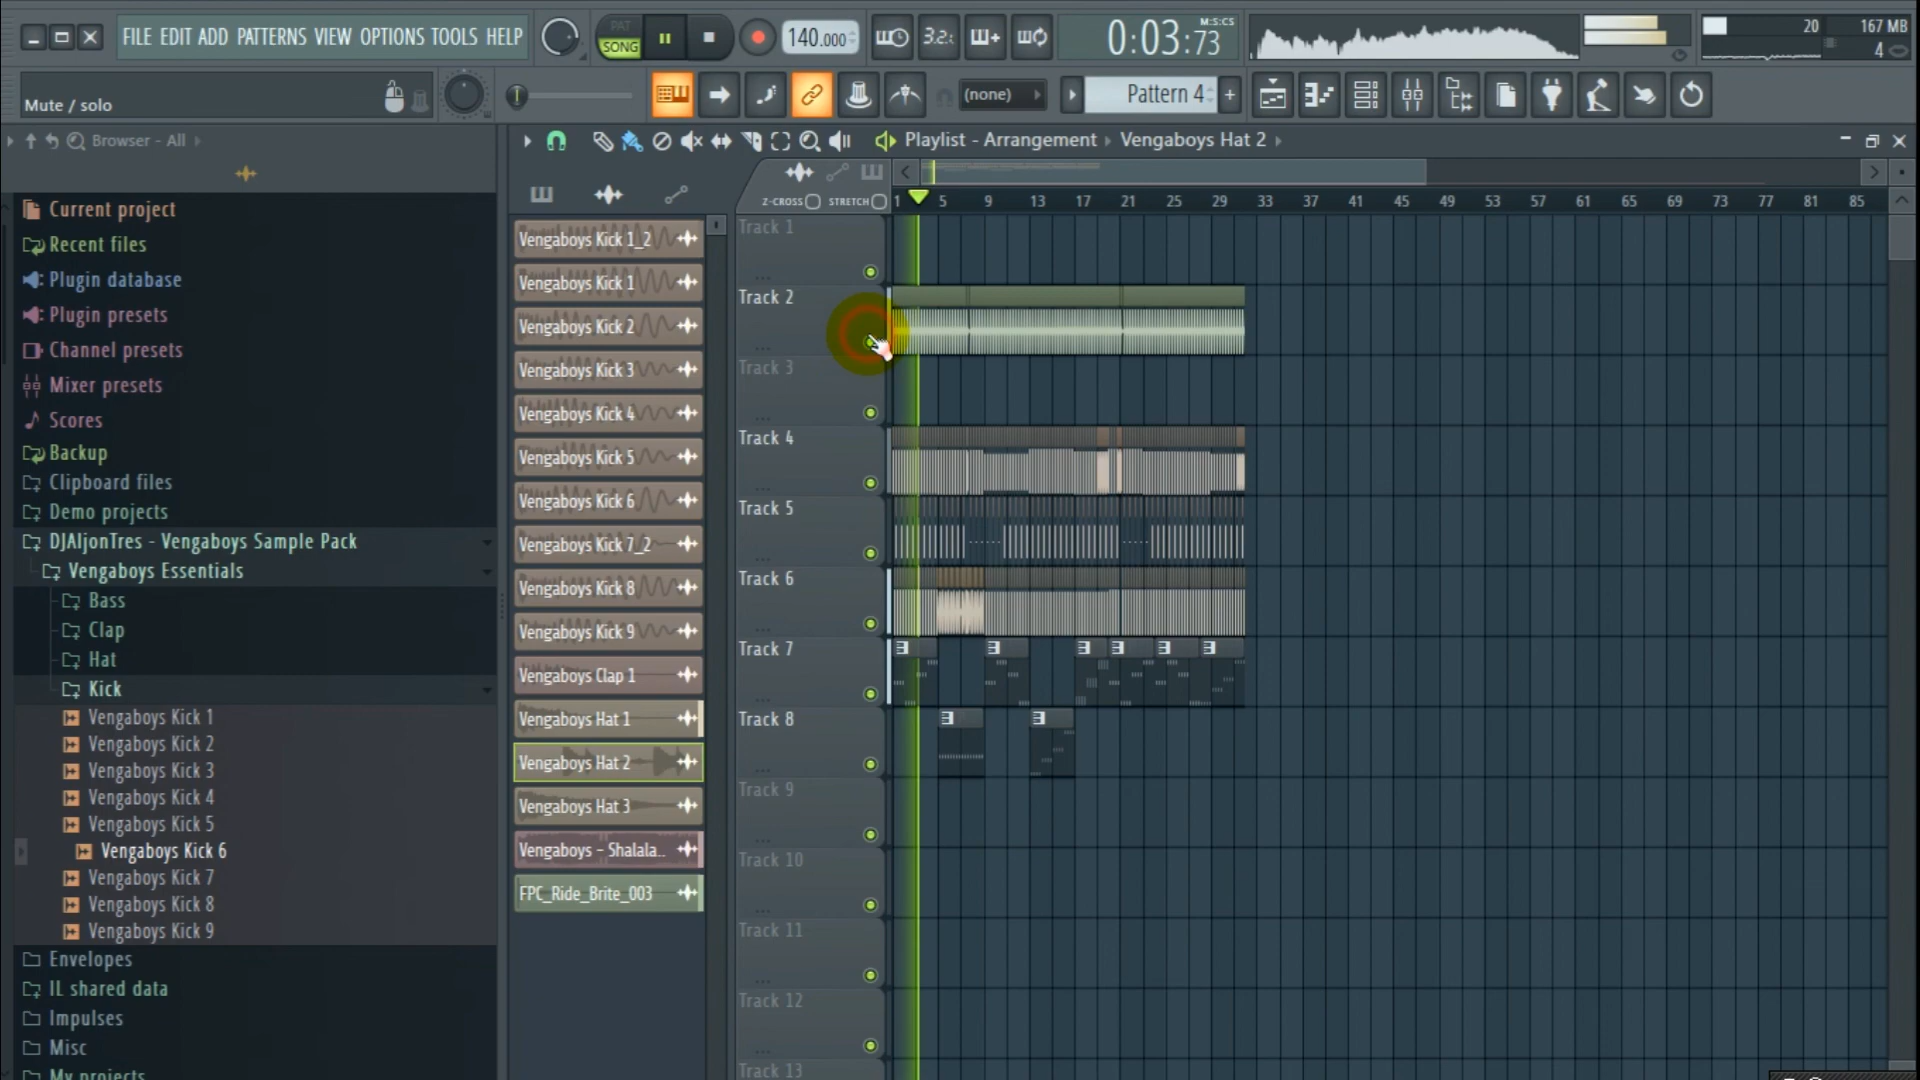 FILE EDIT ADD PATTERNS VIEW OPTIONS TOOLS HELP
PAT
SONG
140.000
3.2
0:03:73
M:S:CS
20
167 MB
4
Mute / solo
(none)
Pattern 4
Browser - All
Playlist - Arrangement
Vengaboys Hat 2
Z-CROSS
STRETCH
1 5 9 13 17 21 25 29 33 37 41 45 49 53 57 61 65 69 73 77 81 85
Current project
Recent files
Plugin database
Plugin presets
Channel presets
Mixer presets
Scores
Backup
Clipboard files
Demo projects
DJAljonTres - Vengaboys Sample Pack
Vengaboys Essentials
Bass
Clap
Hat
Kick
Vengaboys Kick 1
Vengaboys Kick 2
Vengaboys Kick 3
Vengaboys Kick 4
Vengaboys Kick 5
Vengaboys Kick 6
Vengaboys Kick 7
Vengaboys Kick 8
Vengaboys Kick 9
Envelopes
IL shared data
Impulses
Misc
My projects
Vengaboys Kick 1_2
Vengaboys Kick 1
Vengaboys Kick 2
Vengaboys Kick 3
Vengaboys Kick 4
Vengaboys Kick 5
Vengaboys Kick 6
Vengaboys Kick 7_2
Vengaboys Kick 8
Vengaboys Kick 9
Vengaboys Clap 1
Vengaboys Hat 1
Vengaboys Hat 2
Vengaboys Hat 3
Vengaboys - Shalala..
FPC_Ride_Brite_003
Track 1
Track 2
Track 3
Track 4
Track 5
Track 6
Track 7
Track 8
Track 9
Track 10
Track 11
Track 12
Track 13